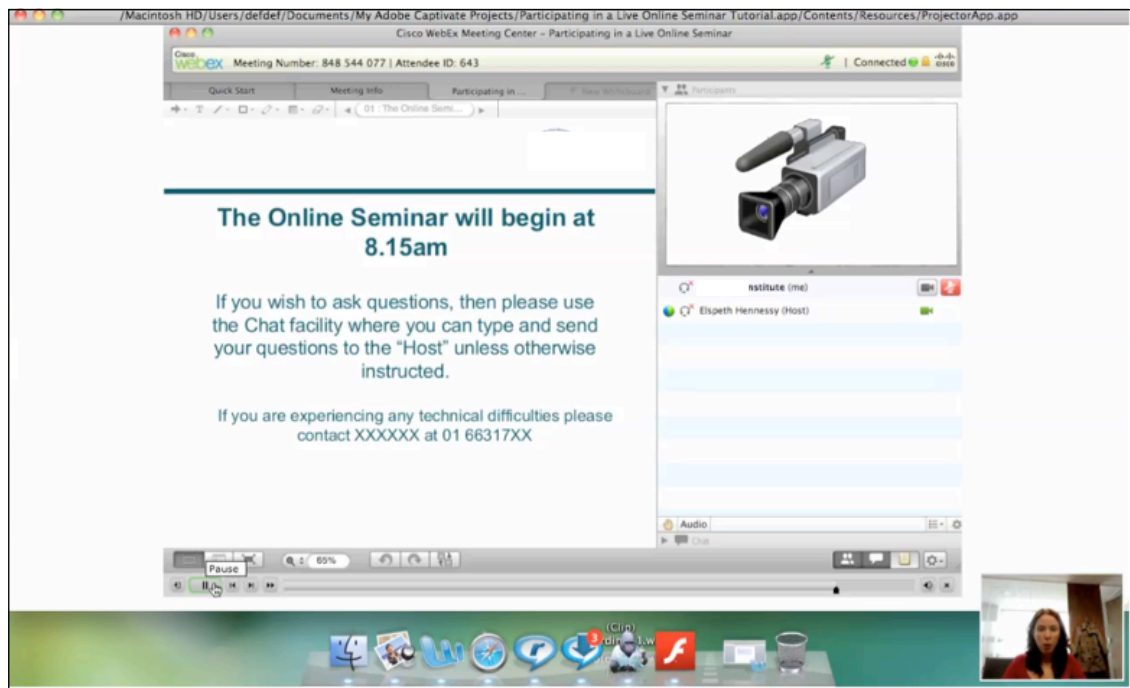 /Macintosh HD/Users/defdef/Documents/My Adobe Captivate Projects/Participating in a Live Online Seminar Tutorial.app/Contents/Resources/ProjectorApp.app
Cisco WebEx Meeting Center – Participating in a Live Online Seminar
Cisco
webex Meeting Number: 848 544 077 | Attendee ID: 643
| Connected
CISCO
Quick Start
Meeting Info
Participating in ...
+ New Whiteboard
Participants
T
01 : The Online Semi...
The Online Seminar will begin at
8.15am
If you wish to ask questions, then please use
the Chat facility where you can type and send
your questions to the “Host” unless otherwise
instructed.
If you are experiencing any technical difficulties please
contact XXXXXX at 01 66317XX
nstitute (me)
Elspeth Hennessy (Host)
Audio
Chat
65%
Pause
(Clip)
3